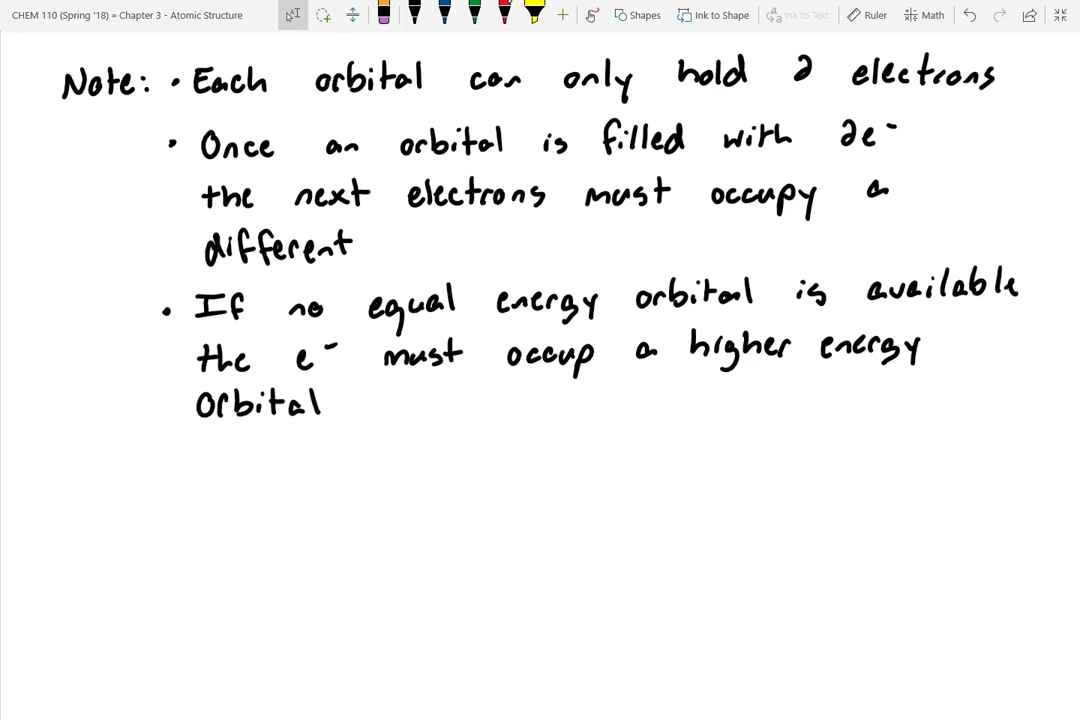 CHEM 110 (Spring '18) » Chapter 3 - Atomic Structure
Shapes Ink to Shape Ink to Text Ruler Math
Note: • Each orbital can only hold 2 electrons
• Once an orbital is filled with 2e⁻
the next electrons must occupy a
different
• If no equal energy orbital is available
the e⁻ must occup a higher energy
orbital